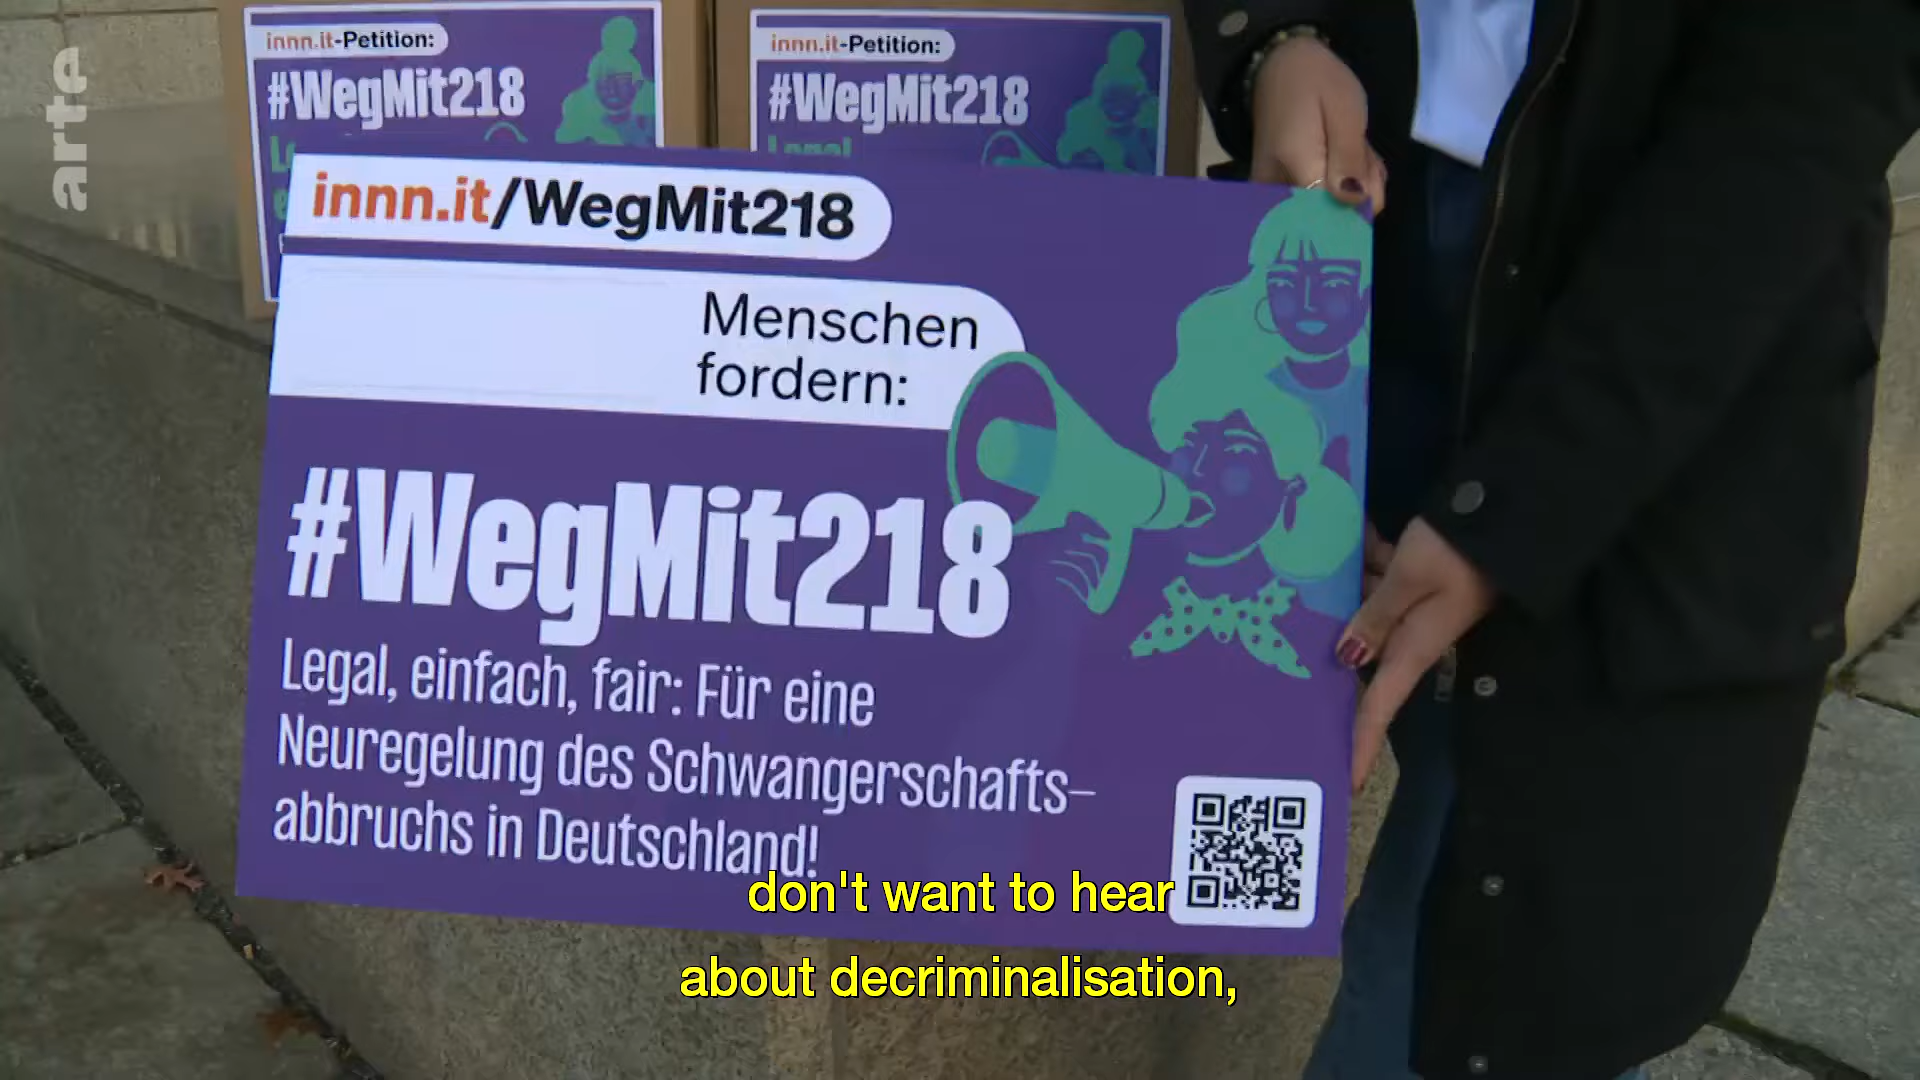 arte
innn.it-Petition:
#WegMit218
innn.it-Petition:
#WegMit218
Legal
innn.it/WegMit218
Menschen
fordern:
#WegMit218
Legal, einfach, fair: Für eine
Neuregelung des Schwangerschafts-
abbruchs in Deutschland!
don't want to hear
about decriminalisation,